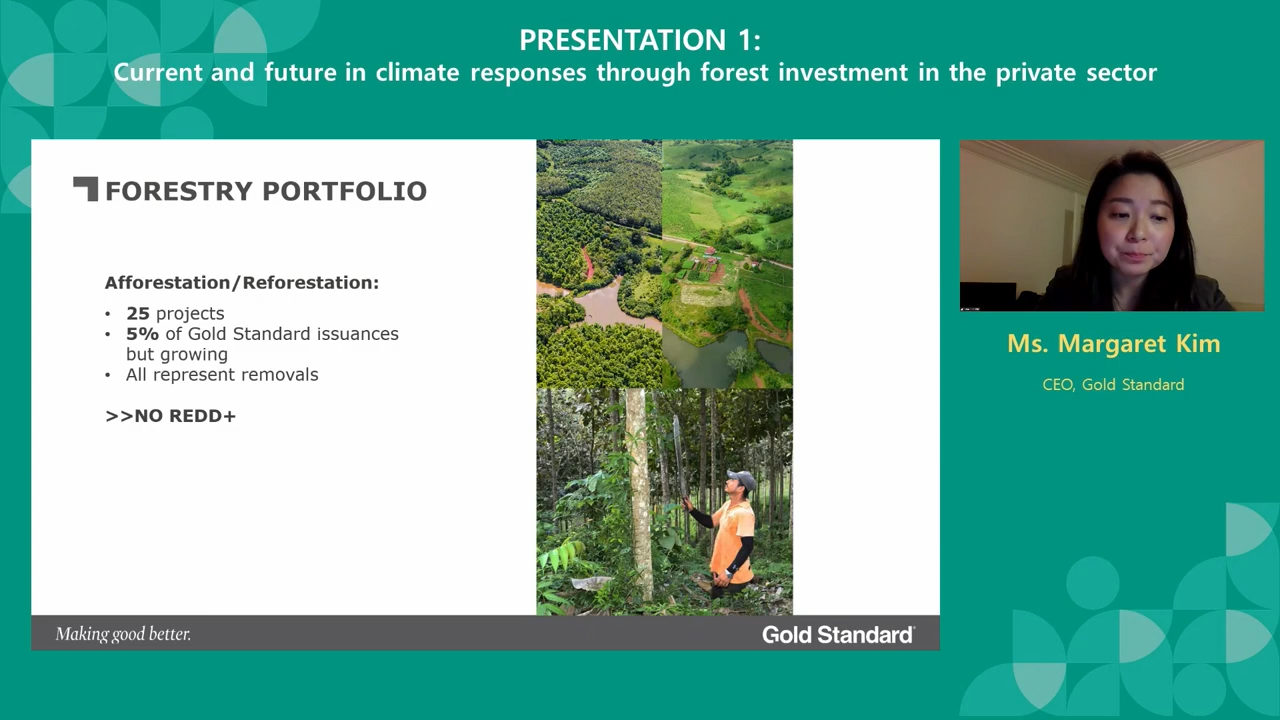 PRESENTATION 1:
Current and future in climate responses through forest investment in the private sector
FORESTRY PORTFOLIO
Afforestation/Reforestation:
• 25 projects
• 5% of Gold Standard issuances
but growing
• All represent removals
>>NO REDD+
Making good better.
Gold Standard®
Ms. Margaret Kim
CEO, Gold Standard